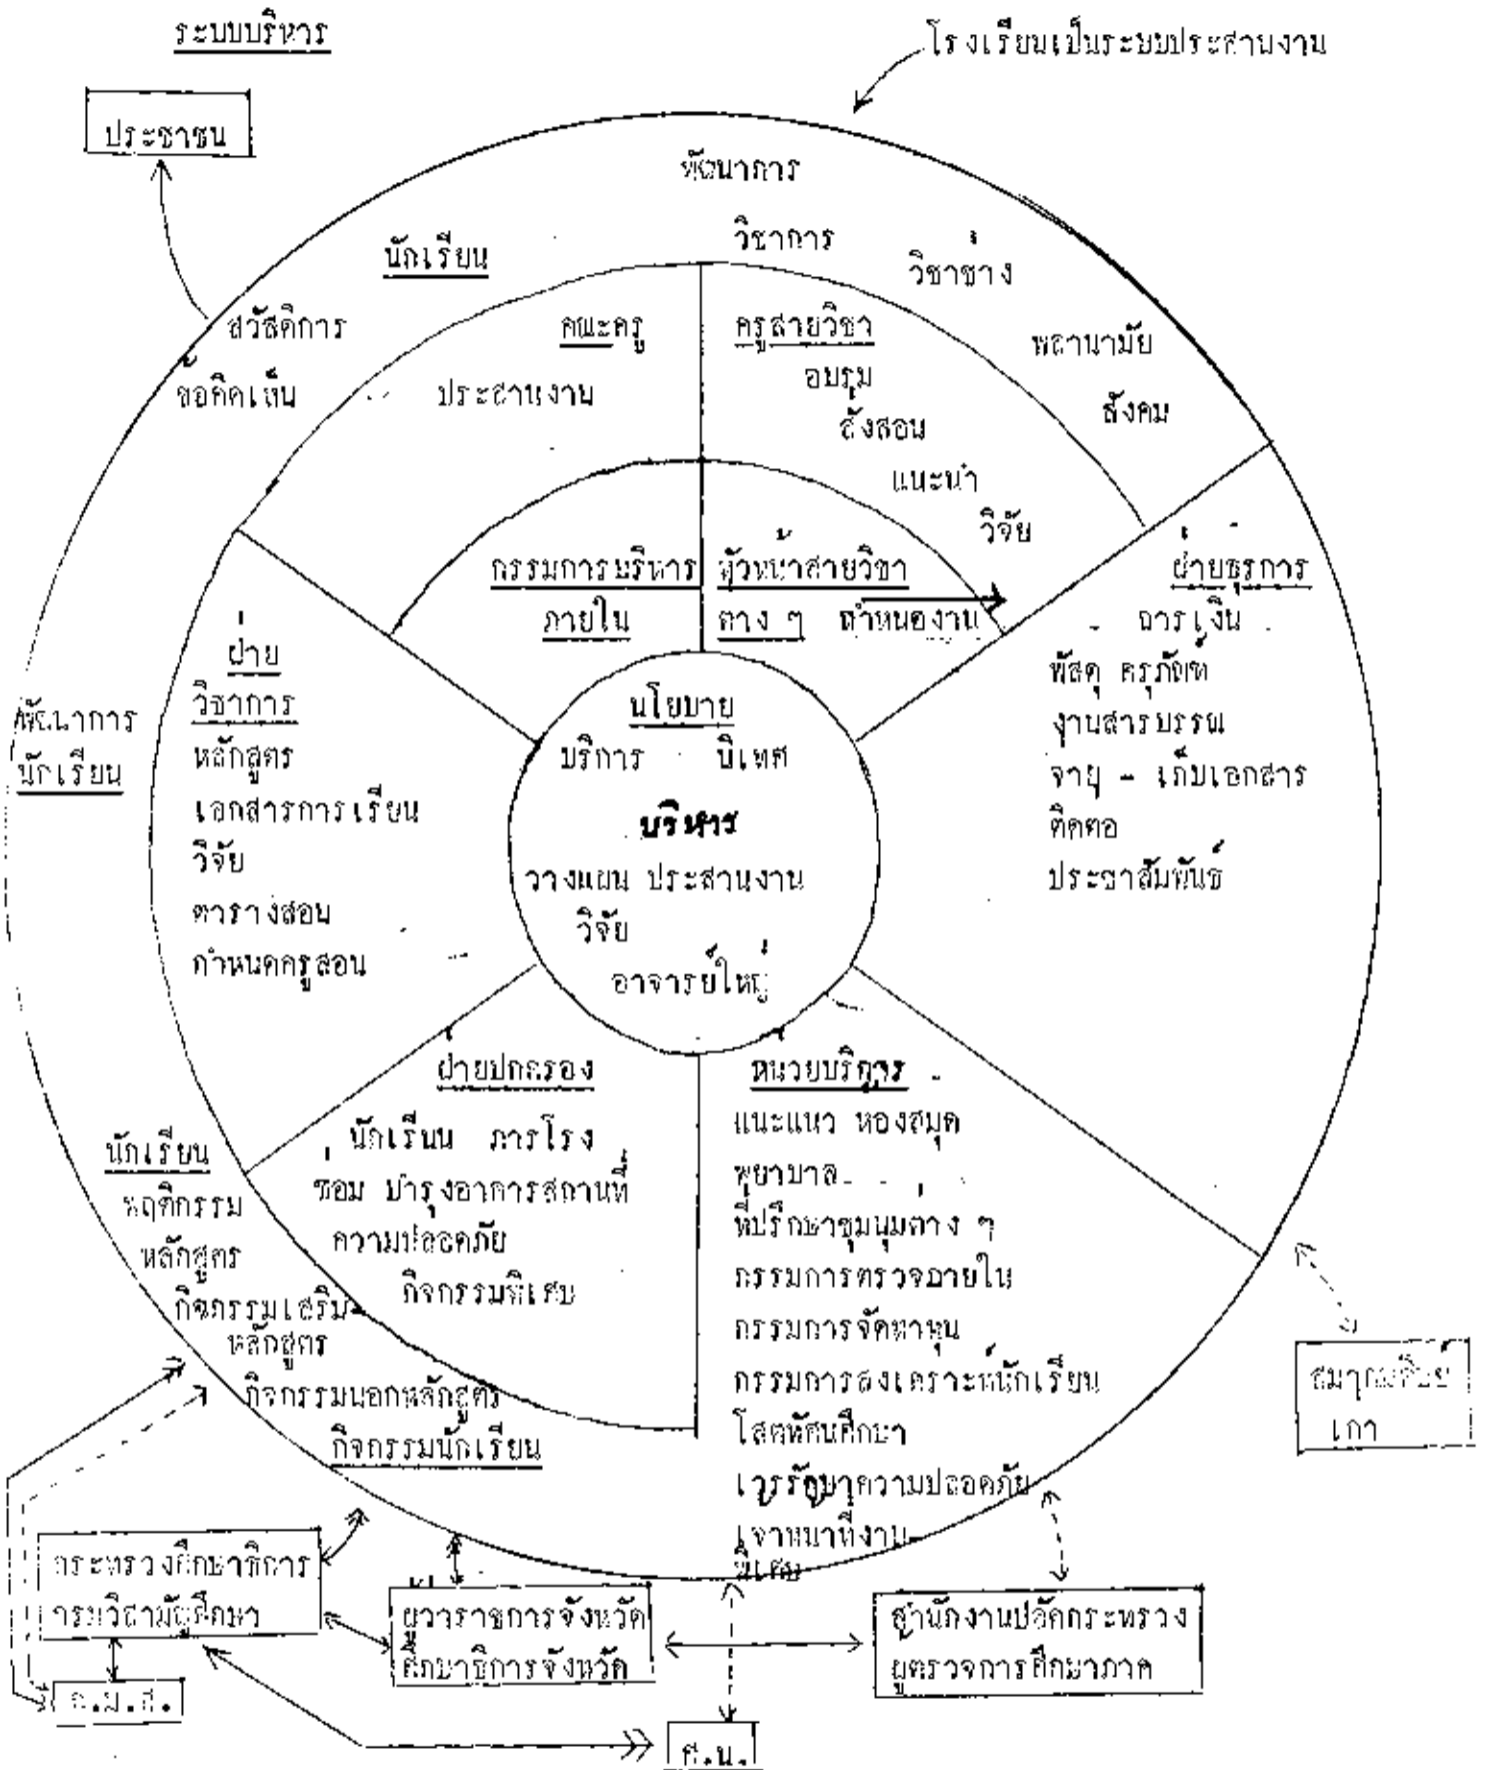 ระบบบริหาร
โรงเรียนเป็นระบบประสานงาน
ประชาชน
พัฒนาการ
วิชาการ
นักเรียน
วิชาช่าง
สวัสดิการ
คณะครู
ครูสายวิชา
พลานามัย
ข้อคิดเห็น
ประสานงาน
อบรม
สังคม
สั่งสอน
แนะนำ
วิจัย
กรรมการบริหาร
ภายใน
หัวหน้าสายวิชา
ต่าง ๆ
ฝ่ายธุรการ
การเงิน
พัสดุ ครุภัณฑ์
งานสารบรรณ
จ่าย - เก็บเอกสาร
ติดต่อ
ประชาสัมพันธ์
ฝ่าย
วิชาการ
หลักสูตร
เอกสารการเรียน
วิจัย
ตารางสอน
กำหนดครูสอน
พัฒนาการ
นักเรียน
นโยบาย
บริการ นิเทศ
บริหาร
วางแผน ประสานงาน
วิจัย
อาจารย์ใหญ่
ฝ่ายปกครอง
นักเรียน ภารโรง
ซ่อม บำรุงอาคารสถานที่
ความปลอดภัย
กิจกรรมพิเศษ
หน่วยบริการ
แนะแนว ห้องสมุด
พยาบาล
ที่ปรึกษาชุมนุมต่าง ๆ
กรรมการตรวจภายใน
กรรมการจัดหาทุน
กรรมการสงเคราะห์นักเรียน
โสตทัศนศึกษา
เวรรักษาความปลอดภัย
เจ้าหน้าที่งาน
พิเศษ
นักเรียน
พฤติกรรม
หลักสูตร
กิจกรรมเสริม
หลักสูตร
กิจกรรมนอกหลักสูตร
กิจกรรมนักเรียน
สมาคมศิษย์
เก่า
กระทรวงศึกษาธิการ
กรมวิสามัญศึกษา
ผู้ว่าราชการจังหวัด
ศึกษาธิการจังหวัด
สำนักงานปลัดกระทรวง
ผู้ตรวจการศึกษาภาค